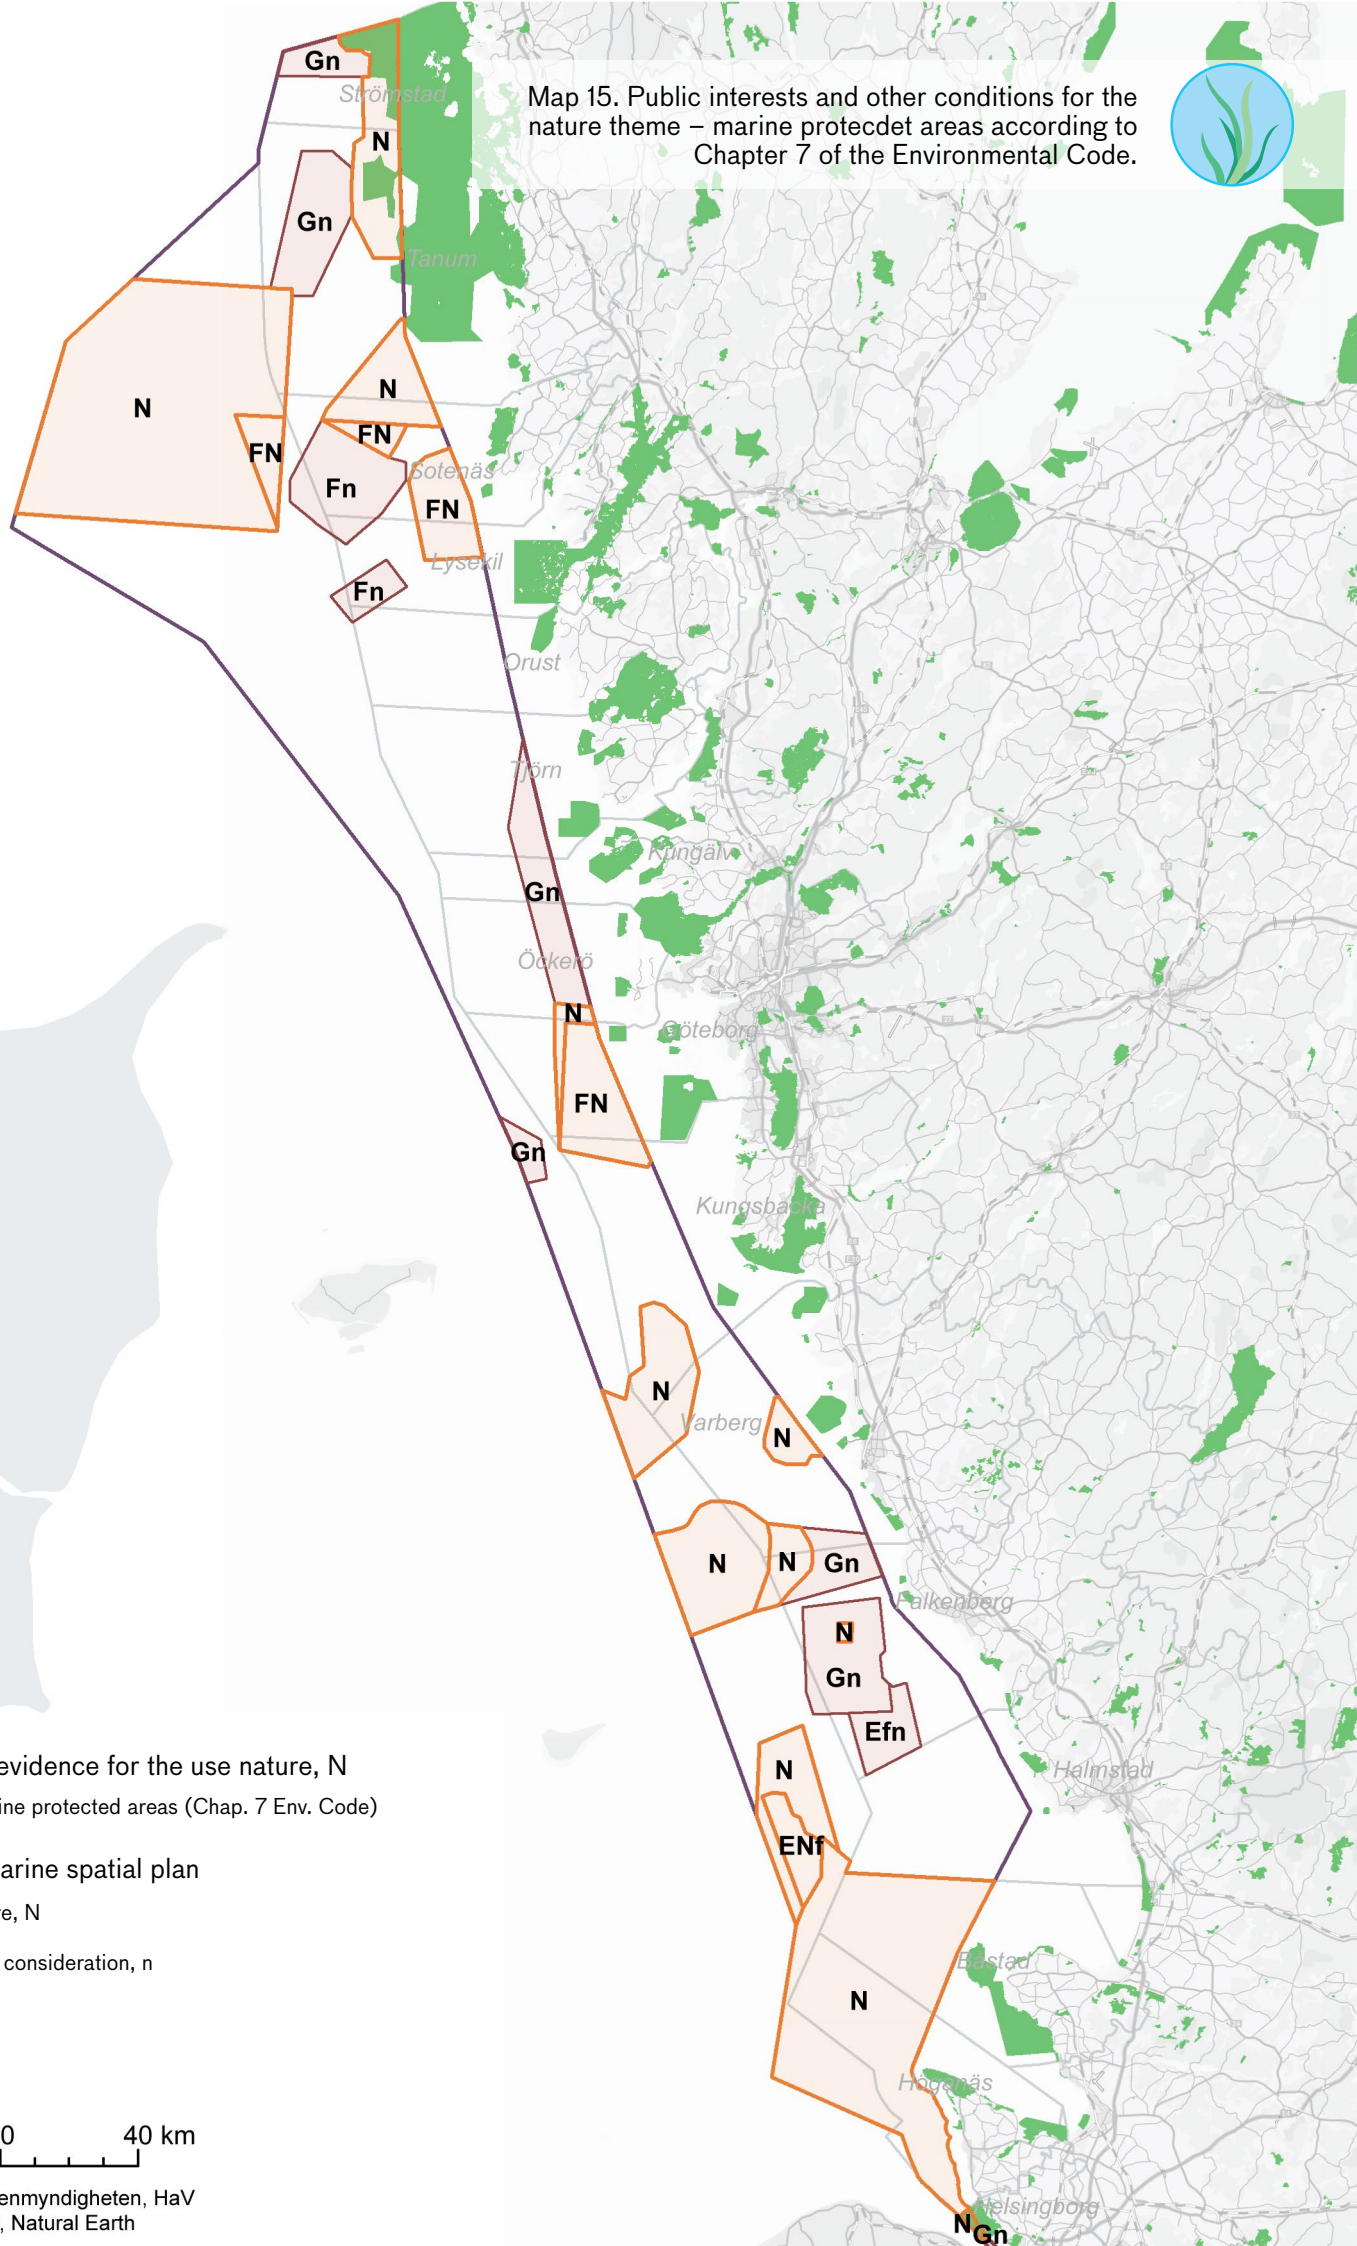 Map 15. Public interests and other conditions for the
nature theme – marine protecdet areas according to
Chapter 7 of the Environmental Code.
Gn
Strömstad
N
Gn
Tanum
N
N
FN
FN
Sotenäs
Fn
FN
Lysekil
Fn
Orust
Tjörn
Kungälv
Gn
Öckerö
N
Göteborg
FN
Gn
Kungsbacka
N
Varberg
N
N
N
Gn
Falkenberg
N
Gn
Efn
N
Halmstad
ENf
Båstad
N
Höganäs
Helsingborg
N
Gn
evidence for the use nature, N
ine protected areas (Chap. 7 Env. Code)
arine spatial plan
e, N
consideration, n
0 40 km
enmyndigheten, HaV
, Natural Earth